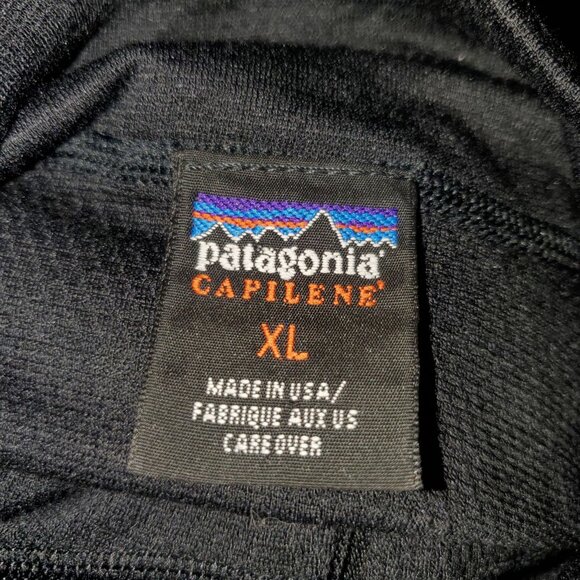 patagonia®
CAPILENE®
XL
MADE IN USA/
FABRIQUE AUX US
CARE OVER